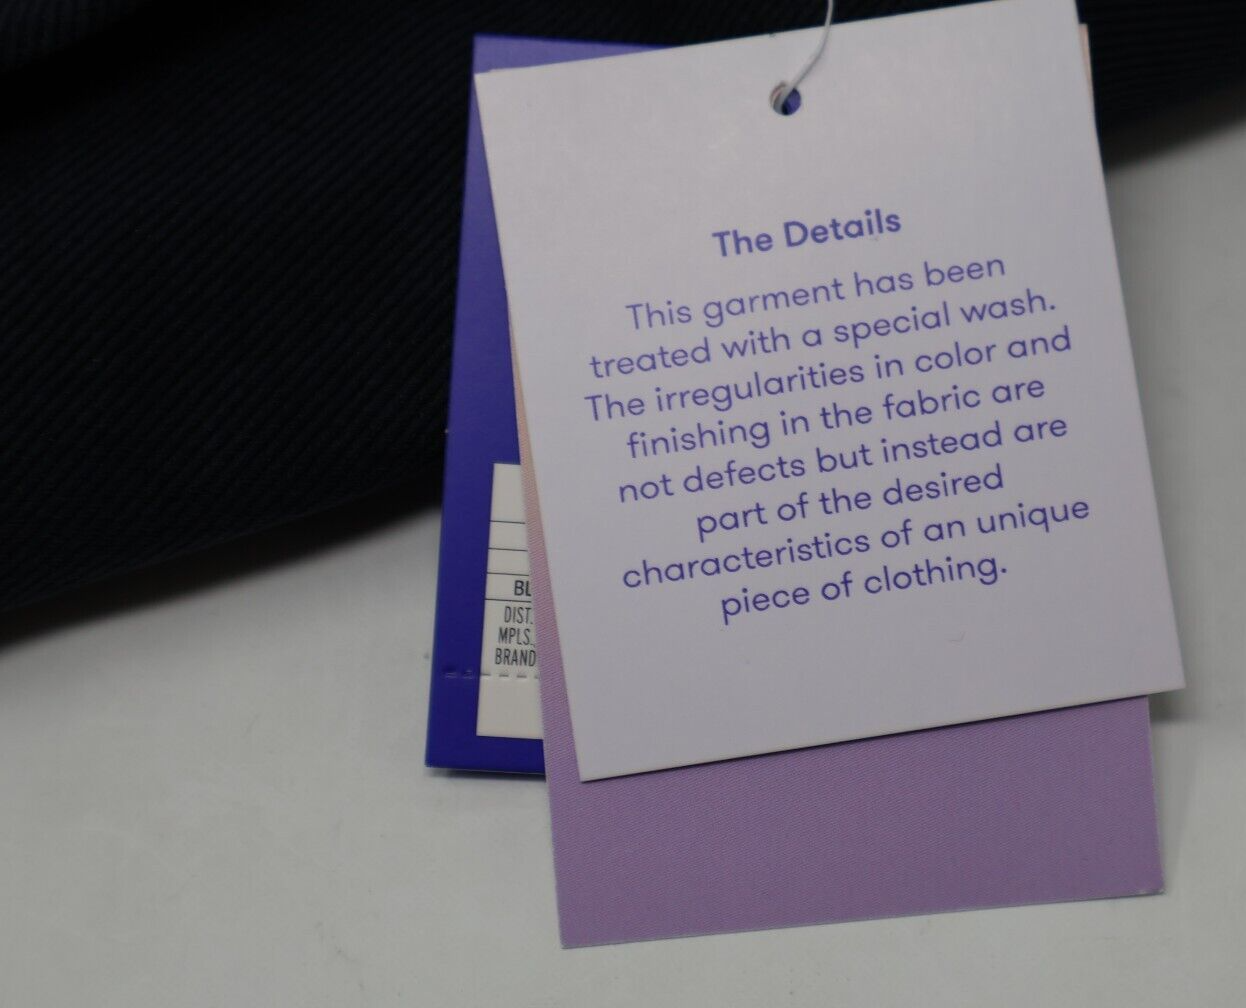 The Details
This garment has been
treated with a special wash.
The irregularities in color and
finishing in the fabric are
not defects but instead are
part of the desired
characteristics of an unique
piece of clothing.
BL
DIST.
MPLS.
BRAND